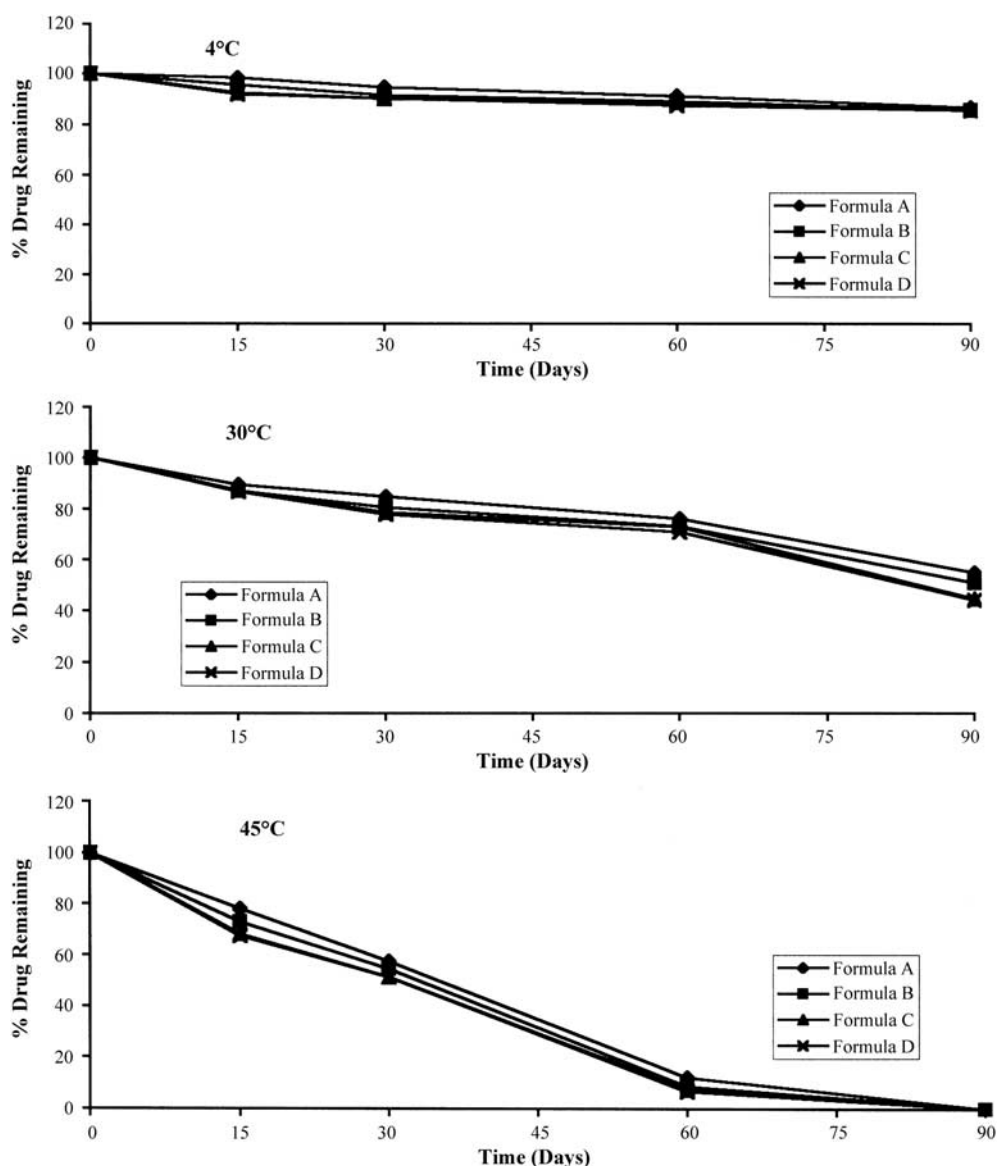 120
4°C
100
80
60
40
20
0
% Drug Remaining
Formula A
Formula B
Formula C
Formula D
0 15 30 45 60 75 90
Time (Days)
120
30°C
100
80
60
40
20
0
% Drug Remaining
Formula A
Formula B
Formula C
Formula D
0 15 30 45 60 75 90
Time (Days)
120
45°C
100
80
60
40
20
0
% Drug Remaining
Formula A
Formula B
Formula C
Formula D
0 15 30 45 60 75 90
Time (Days)